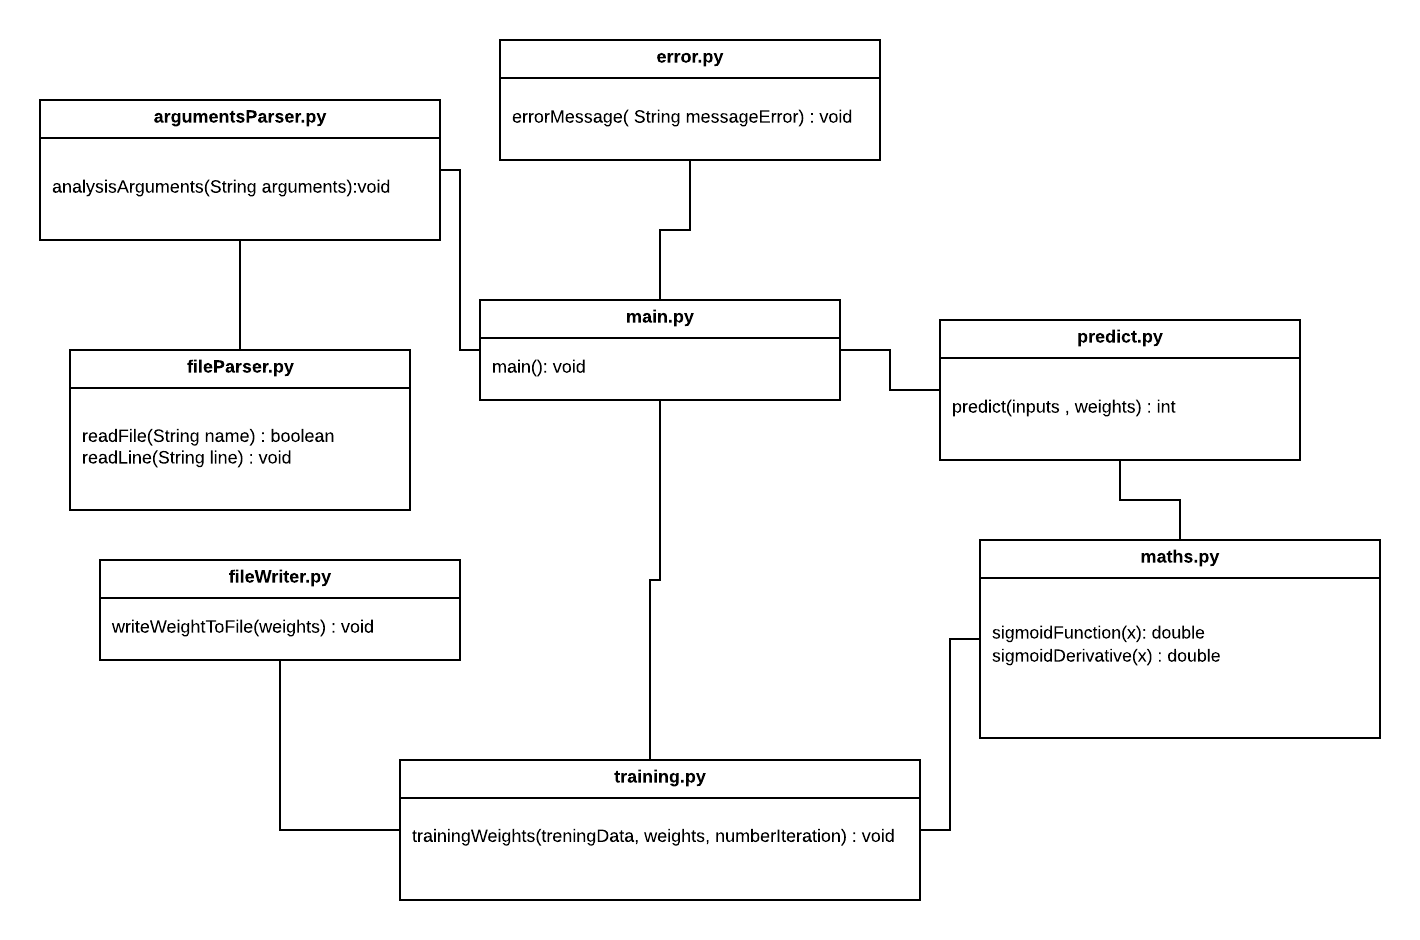 error.py
errorMessage( String messageError) : void
argumentsParser.py
analysisArguments(String arguments):void
main.py
main(): void
predict.py
predict(inputs , weights) : int
fileParser.py
readFile(String name) : boolean
readLine(String line) : void
fileWriter.py
writeWeightToFile(weights) : void
maths.py
sigmoidFunction(x): double
sigmoidDerivative(x) : double
training.py
trainingWeights(treningData, weights, numberIteration) : void